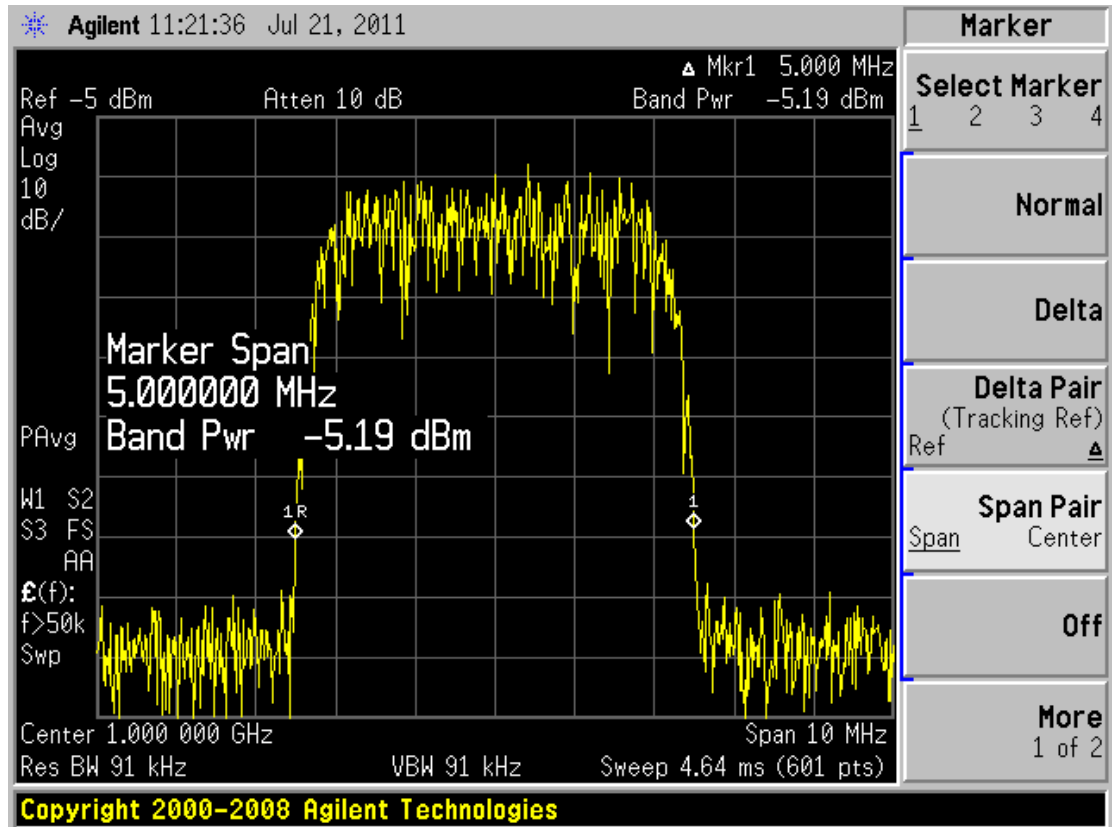 Agilent 11:21:36 Jul 21, 2011
Marker
Δ Mkr1 5.000 MHz
Ref -5 dBm Atten 10 dB Band Pwr -5.19 dBm
Avg
Log
10
dB/
Marker Span
5.000000 MHz
Band Pwr -5.19 dBm
PAvg
W1 S2
S3 FS
AA
£(f):
f>50k
Swp
1R
1
Center 1.000 000 GHz Span 10 MHz
Res BW 91 kHz VBW 91 kHz Sweep 4.64 ms (601 pts)
Select Marker
1 2 3 4
Normal
Delta
Delta Pair
(Tracking Ref)
Ref Δ
Span Pair
Span Center
Off
More
1 of 2
Copyright 2000-2008 Agilent Technologies